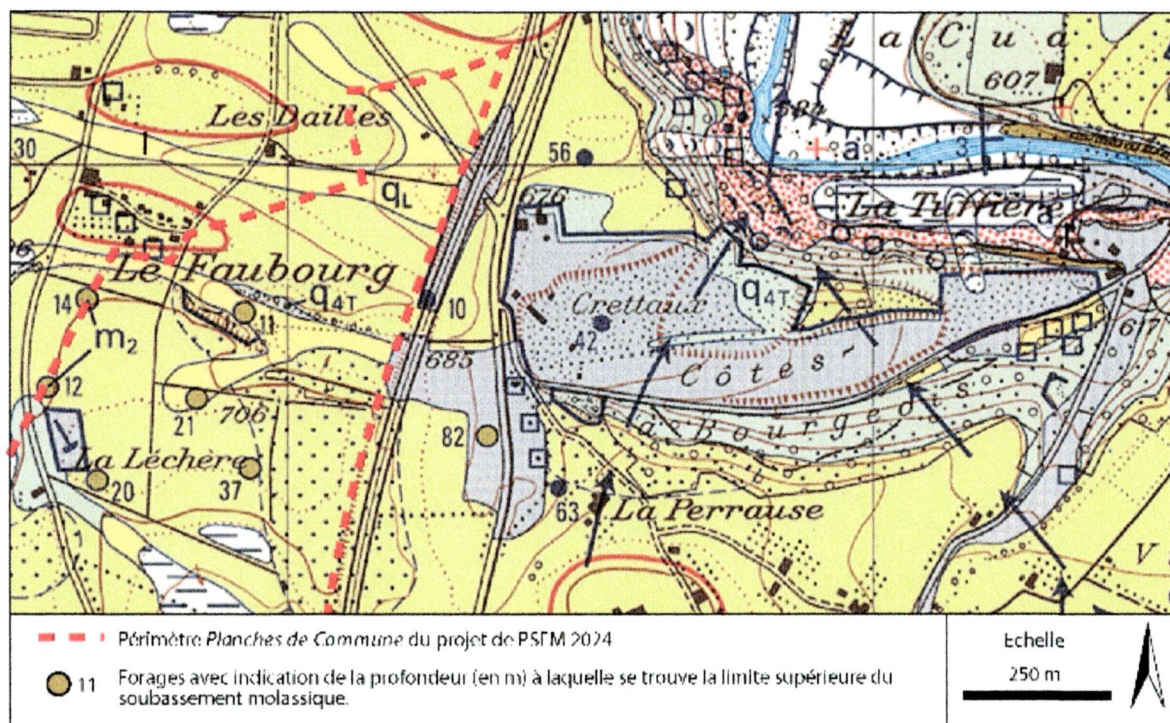 La Cua
607
Les Dailles
30
56
a
3
qL
La Tuffière
a
Le Faubourg
14
q4T
11
10
Crettaux
q4T
42
617
m2
12
685
Côtes-
21
706
82
à-Bourgedis
La Léchère
20
37
63
La Perrause
V
Périmètre Planches de Commune du projet de PSEM 2024
Echelle
11 Forages avec indication de la profondeur (en m) à laquelle se trouve la limite supérieure du
250 m
soubassement molassique.